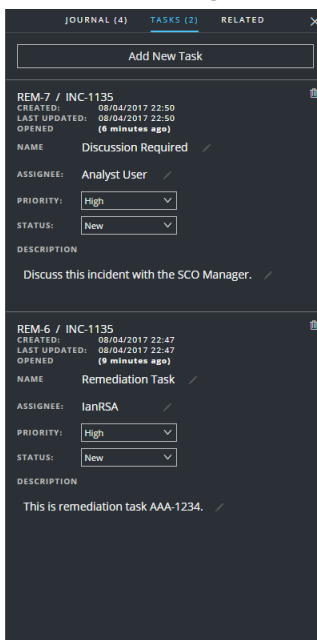 JOURNAL (4) TASKS (2) RELATED
Add New Task
REM-7 / INC-1135
CREATED: 08/04/2017 22:50
LAST UPDATED: 08/04/2017 22:50
OPENED (6 minutes ago)
NAME Discussion Required
ASSIGNEE: Analyst User
PRIORITY: High
STATUS: New
DESCRIPTION
Discuss this incident with the SCO Manager.
REM-6 / INC-1135
CREATED: 08/04/2017 22:47
LAST UPDATED: 08/04/2017 22:47
OPENED (9 minutes ago)
NAME Remediation Task
ASSIGNEE: IanRSA
PRIORITY: High
STATUS: New
DESCRIPTION
This is remediation task AAA-1234.